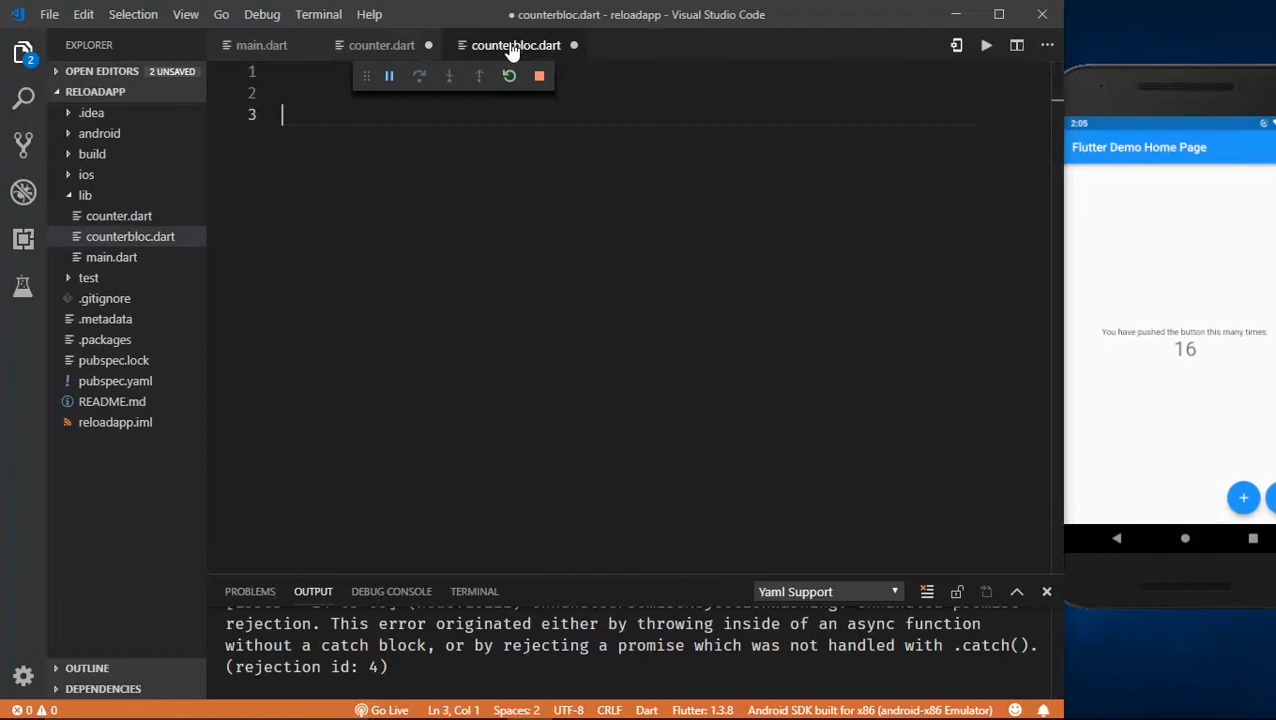 File Edit Selection View Go Debug Terminal Help
● counterbloc.dart - reloadapp - Visual Studio Code
EXPLORER
main.dart
counter.dart
counterbloc.dart
2
OPEN EDITORS 2 UNSAVED
RELOADAPP
.idea
android
build
ios
lib
counter.dart
counterbloc.dart
main.dart
test
.gitignore
.metadata
.packages
pubspec.lock
! pubspec.yaml
README.md
reloadapp.iml
OUTLINE
DEPENDENCIES
1
2
3
PROBLEMS OUTPUT DEBUG CONSOLE TERMINAL
Yaml Support
rejection. This error originated either by throwing inside of an async function
without a catch block, or by rejecting a promise which was not handled with .catch().
(rejection id: 4)
0 0
Go Live
Ln 3, Col 1
Spaces: 2
UTF-8
CRLF
Dart
Flutter: 1.3.8
Android SDK built for x86 (android-x86 Emulator)
2:05
Flutter Demo Home Page
You have pushed the button this many times:
16